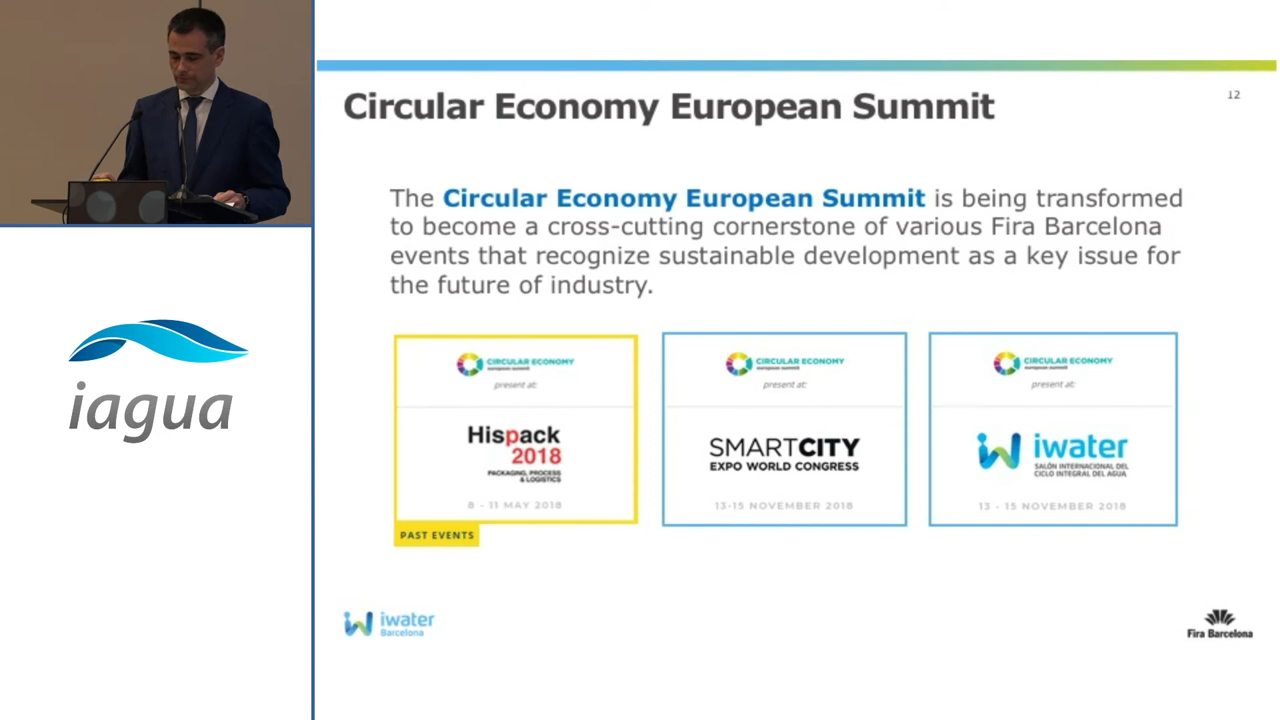 12
Circular Economy European Summit
The Circular Economy European Summit is being transformed
to become a cross-cutting cornerstone of various Fira Barcelona
events that recognize sustainable development as a key issue for
the future of industry.
CIRCULAR ECONOMY
european summit
present at:
Hispack
2018
PACKAGING, PROCESS
& LOGISTICS
8 - 11 MAY 2018
PAST EVENTS
CIRCULAR ECONOMY
european summit
present at:
SMARTCITY
EXPO WORLD CONGRESS
13-15 NOVEMBER 2018
CIRCULAR ECONOMY
european summit
present at:
iwater
SALÓN INTERNACIONAL DEL
CICLO INTEGRAL DEL AGUA
13 - 15 NOVEMBER 2018
iagua
iwater
Barcelona
Fira Barcelona